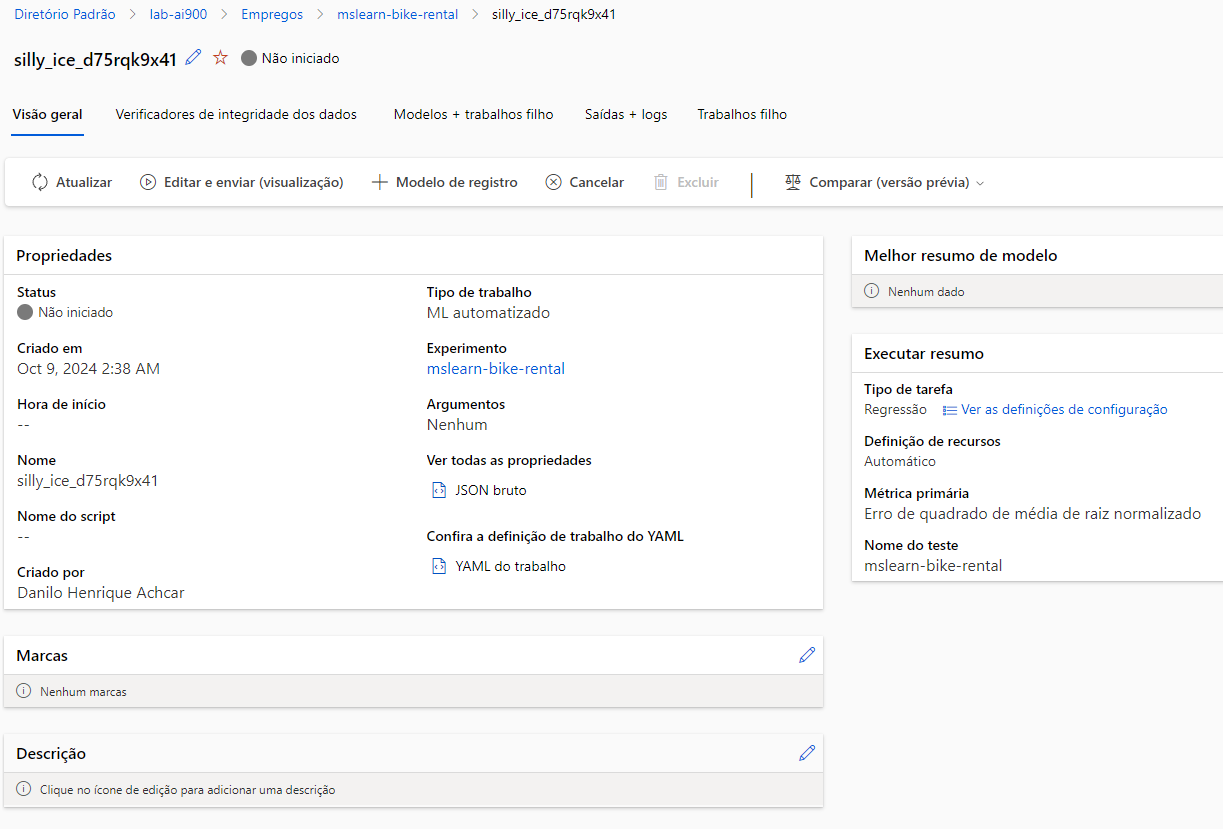 Diretório Padrão > lab-ai900 > Empregos > mslearn-bike-rental > silly_ice_d75rqk9x41
silly_ice_d75rqk9x41 Não iniciado
Visão geral Verificadores de integridade dos dados Modelos + trabalhos filho Saídas + logs Trabalhos filho
Atualizar Editar e enviar (visualização) Modelo de registro Cancelar Excluir Comparar (versão prévia)
Propriedades
Status
Não iniciado
Criado em
Oct 9, 2024 2:38 AM
Hora de início
--
Nome
silly_ice_d75rqk9x41
Nome do script
--
Criado por
Danilo Henrique Achcar
Tipo de trabalho
ML automatizado
Experimento
mslearn-bike-rental
Argumentos
Nenhum
Ver todas as propriedades
JSON bruto
Confira a definição de trabalho do YAML
YAML do trabalho
Marcas
Nenhum marcas
Descrição
Clique no ícone de edição para adicionar uma descrição
Melhor resumo de modelo
Nenhum dado
Executar resumo
Tipo de tarefa
Regressão Ver as definições de configuração
Definição de recursos
Automático
Métrica primária
Erro de quadrado de média de raiz normalizado
Nome do teste
mslearn-bike-rental